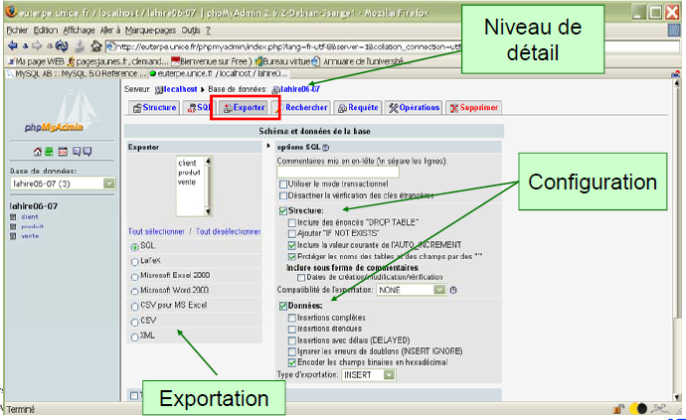 euterpe.unice.fr / localhost / lahire06-07 | phpMyAdmin 2.6.2-Debian-3sarge1 - Mozilla Firefox
Fichier Edition Affichage Aller à Marque-pages Outils ?
http://euterpe.unice.fr/phpmyadmin/index.php?lang=fr-utf-8&server=1&collation_connection=utf
Ma page WEB pagesjaunes.fr, clemand... Bienvenue sur Free ) Bureau virtuel) Annuaire de l'université...
MySQL AB :: MySQL 5.0 Reference ... euterpe.unice.fr / localhost / lahire0...
Niveau de
détail
Serveur: localhost ▸ Base de données: lahire06-07
Structure SQL Exporter Rechercher Requête Opérations Supprimer
phpMyAdmin
Base de données:
lahire06-07 (3)
lahire06-07
client
produit
vente
Schéma et données de la base
Exporter
client
produit
vente
Tout sélectionner / Tout désélectionner
SQL
LaTeX
Microsoft Excel 2000
Microsoft Word 2000
CSV pour MS Excel
CSV
XML
Exportation
options SQL
Commentaires mis en en-tête (\n sépare les lignes):
Utiliser le mode transactionnel
Désactiver la vérification des clés étrangères
Structure:
Inclure des énoncés "DROP TABLE"
Ajouter "IF NOT EXISTS"
Inclure la valeur courante de l'AUTO_INCREMENT
Protéger les noms des tables et des champs par des "`"
Inclure sous forme de commentaires
Dates de création/modification/vérification
Compatibilité de l'exportation: NONE
Configuration
Données:
Insertions complètes
Insertions étendues
Insertions avec délais (DELAYED)
Ignorer les erreurs de doublons (INSERT IGNORE)
Encoder les champs binaires en hexadécimal
Type d'exportation: INSERT
Terminé